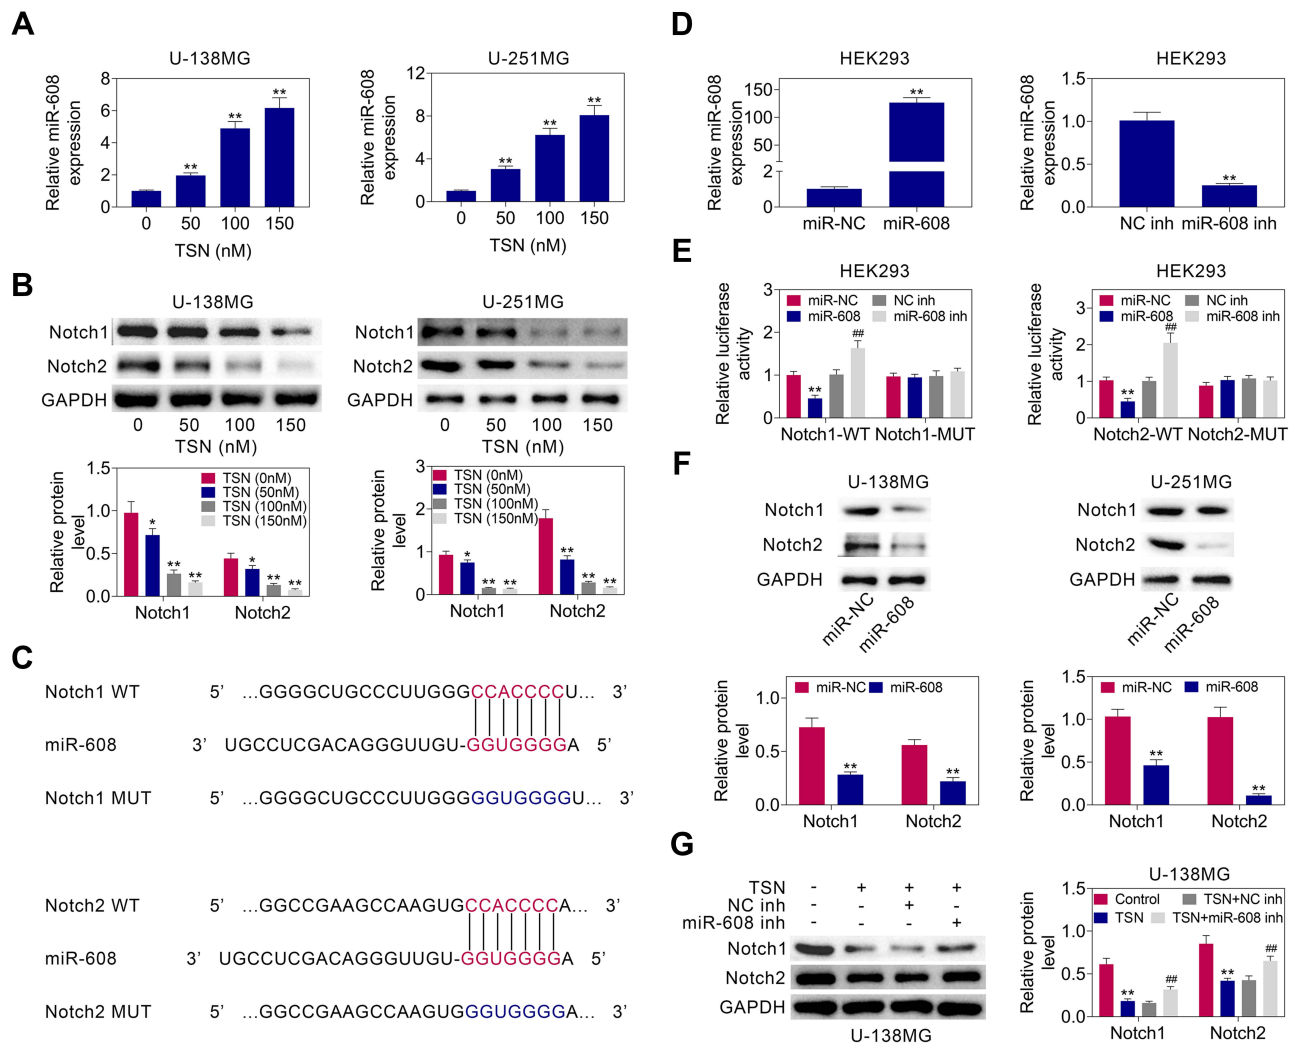 A
U-138MG
Relative miR-608
expression
8
6
4
2
0
** ** **
0 50 100 150
TSN (nM)
U-251MG
Relative miR-608
expression
12
8
4
0
** ** **
0 50 100 150
TSN (nM)
B
U-138MG
Notch1
Notch2
GAPDH
0 50 100 150
TSN (nM)
U-251MG
Notch1
Notch2
GAPDH
0 50 100 150
TSN (nM)
Relative protein
level
1.5
1.0
0.5
0.0
TSN (0nM)
TSN (50nM)
TSN (100nM)
TSN (150nM)
* ** ** * ** **
Notch1 Notch2
Relative protein
level
3
2
1
0
TSN (0nM)
TSN (50nM)
TSN (100nM)
TSN (150nM)
* ** ** ** ** **
Notch1 Notch2
C
Notch1 WT 5’ ...GGGGCUGCCCUUGGGCCACCCCU... 3’
miR-608 3’ UGCCUCGACAGGGUUGU-GGUGGGGA 5’
Notch1 MUT 5’ ...GGGGCUGCCCUUGGGGGUGGGGU... 3’
Notch2 WT 5’ ...GGCCGAAGCCAAGUGCCACCCCA... 3’
miR-608 3’ UGCCUCGACAGGGUUGU-GGUGGGGA 5’
Notch2 MUT 5’ ...GGCCGAAGCCAAGUGGGUGGGGA... 3’
D
HEK293
Relative miR-608
expression
150
100
50
2
0
**
miR-NC miR-608
HEK293
Relative miR-608
expression
1.5
1.0
0.5
0.0
**
NC inh miR-608 inh
E
HEK293
Relative luciferase
activity
3
2
1
0
miR-NC NC inh
miR-608 miR-608 inh
** ##
Notch1-WT Notch1-MUT
HEK293
Relative luciferase
activity
3
2
1
0
miR-NC NC inh
miR-608 miR-608 inh
** ##
Notch2-WT Notch2-MUT
F
U-138MG
Notch1
Notch2
GAPDH
miR-NC
miR-608
U-251MG
Notch1
Notch2
GAPDH
miR-NC
miR-608
Relative protein
level
1.0
0.5
0.0
miR-NC miR-608
** **
Notch1 Notch2
Relative protein
level
1.5
1.0
0.5
0.0
miR-NC miR-608
** **
Notch1 Notch2
G
TSN - + + +
NC inh - - + -
miR-608 inh - - - +
Notch1
Notch2
GAPDH
U-138MG
U-138MG
Relative protein
level
1.5
1.0
0.5
0.0
Control TSN+NC inh
TSN TSN+miR-608 inh
** ## ** ##
Notch1 Notch2